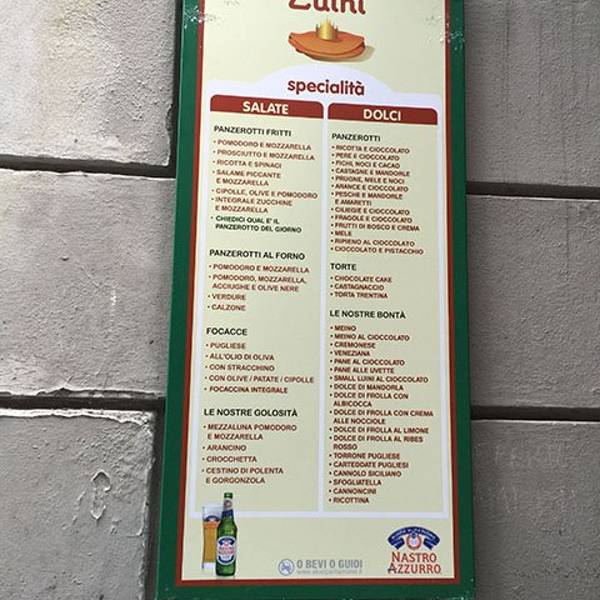 specialità
SALATE
PANZEROTTI FRITTI
• POMODORO E MOZZARELLA
• PROSCIUTTO E MOZZARELLA
• RICOTTA E SPINACI
• SALAME PICCANTE
E MOZZARELLA
• CIPOLLE, OLIVE E POMODORO
• INTEGRALE ZUCCHINE
E MOZZARELLA
• CHIEDICI QUAL E' IL
PANZEROTTO DEL GIORNO
PANZEROTTI AL FORNO
• POMODORO E MOZZARELLA
• POMODORO, MOZZARELLA,
ACCIUGHE E OLIVE NERE
• VERDURE
• CALZONE
FOCACCE
• PUGLIESE
• ALL'OLIO DI OLIVA
• CON STRACCHINO
• CON OLIVE / PATATE / CIPOLLE
• FOCACCINA INTEGRALE
LE NOSTRE GOLOSITÀ
• MEZZALUNA POMODORO
E MOZZARELLA
• ARANCINO
• CROCCHETTA
• CESTINO DI POLENTA
E GORGONZOLA
DOLCI
PANZEROTTI
• RICOTTA E CIOCCOLATO
• PERE E CIOCCOLATO
• FICHI, NOCI E CACAO
• CASTAGNE E MANDORLE
• PRUGNE, MELE E NOCI
• ARANCE E CIOCCOLATO
• PESCHE E MANDORLE
E AMARETTI
• CILIEGIE E CIOCCOLATO
• FRAGOLE E CIOCCOLATO
• FRUTTI DI BOSCO E CREMA
• MELE
• RIPIENO AL CIOCCOLATO
• CIOCCOLATO E PISTACCHIO
TORTE
• CHOCOLATE CAKE
• CASTAGNACCIO
• TORTA TRENTINA
LE NOSTRE BONTÀ
• MEINO
• MEINO AL CIOCCOLATO
• CREMONESE
• VENEZIANA
• PANE AL CIOCCOLATO
• PANE ALLE UVETTE
• SMALL LUINI AL CIOCCOLATO
• DOLCE DI MANDORLA
• DOLCE DI FROLLA CON
ALBICOCCA
• DOLCE DI FROLLA CON CREMA
ALLE NOCCIOLE
• DOLCE DI FROLLA AL LIMONE
• DOLCE DI FROLLA AL RIBES
ROSSO
• TORRONE PUGLIESE
• CARTEDDATE PUGLIESI
• CANNOLO SICILIANO
• SFOGLIATELLA
• CANNONCINI
• RICOTTINA
NASTRO
AZZURRO
O BEVI O GUIDI
NASTRO
AZZURRO